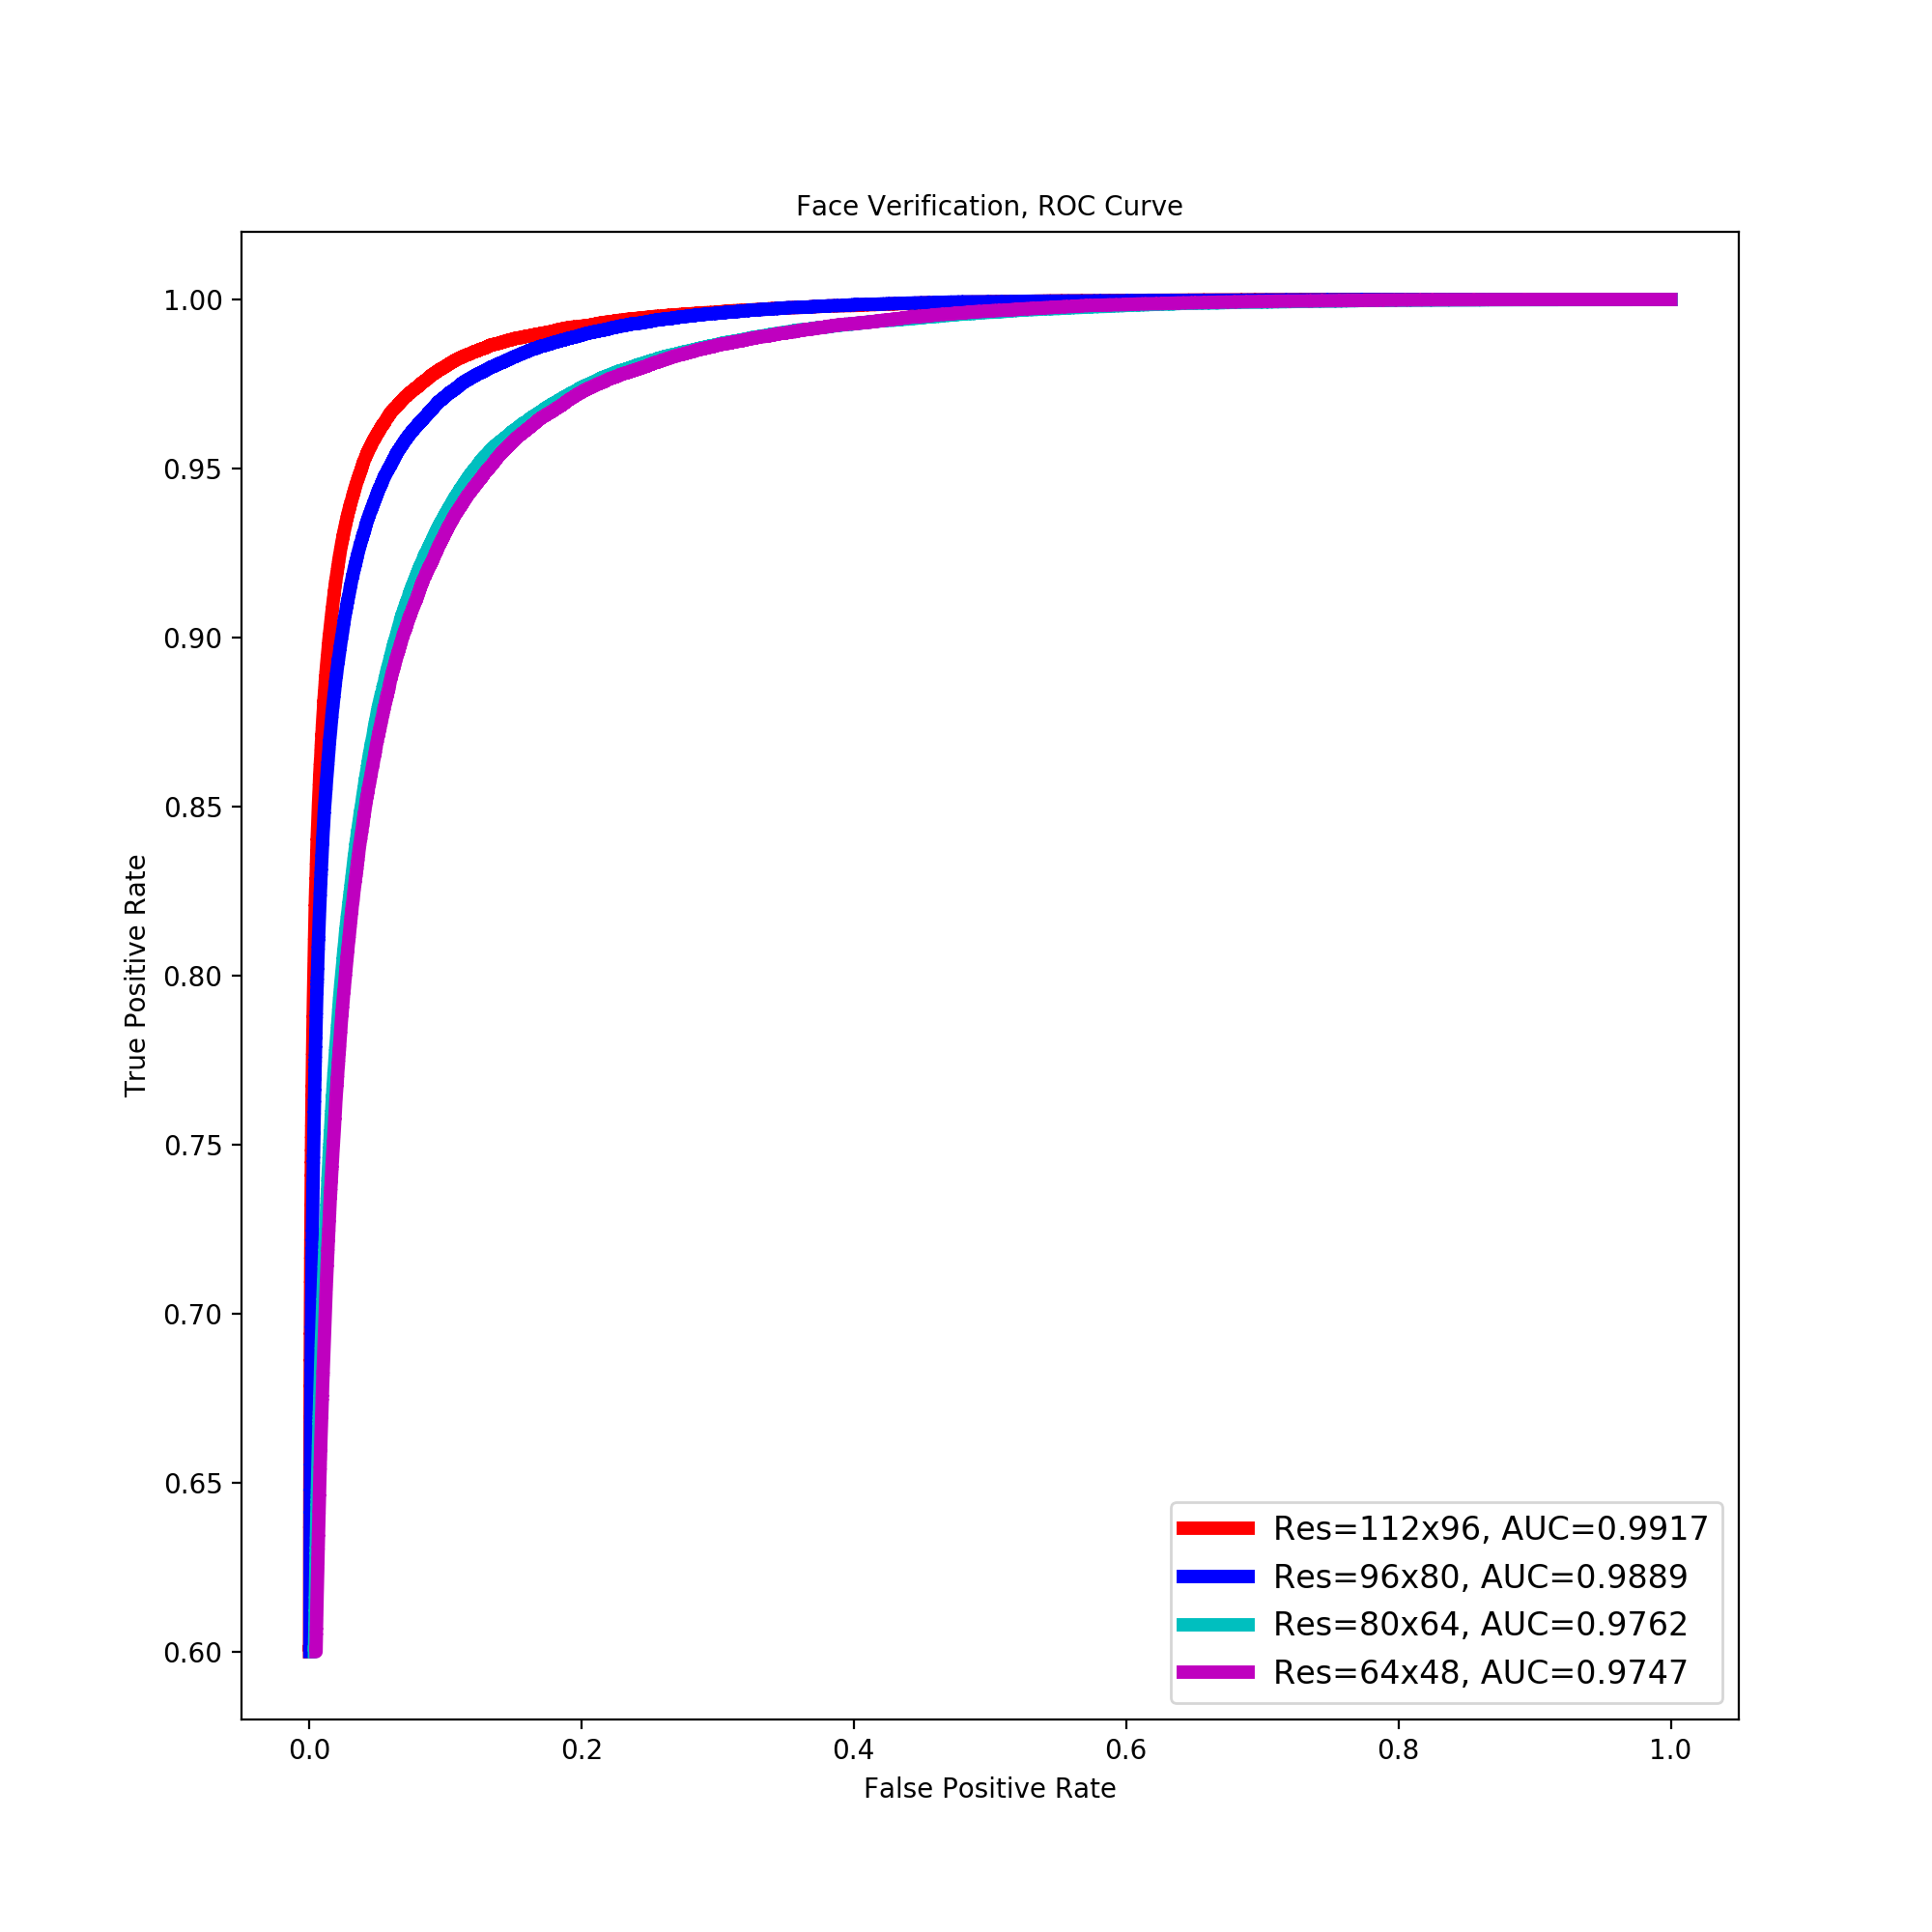 Face Verification, ROC Curve
1.00
0.95
0.90
0.85
0.80
0.75
0.70
0.65
0.60
True Positive Rate
0.0 0.2 0.4 0.6 0.8 1.0
False Positive Rate
Res=112x96, AUC=0.9917
Res=96x80, AUC=0.9889
Res=80x64, AUC=0.9762
Res=64x48, AUC=0.9747